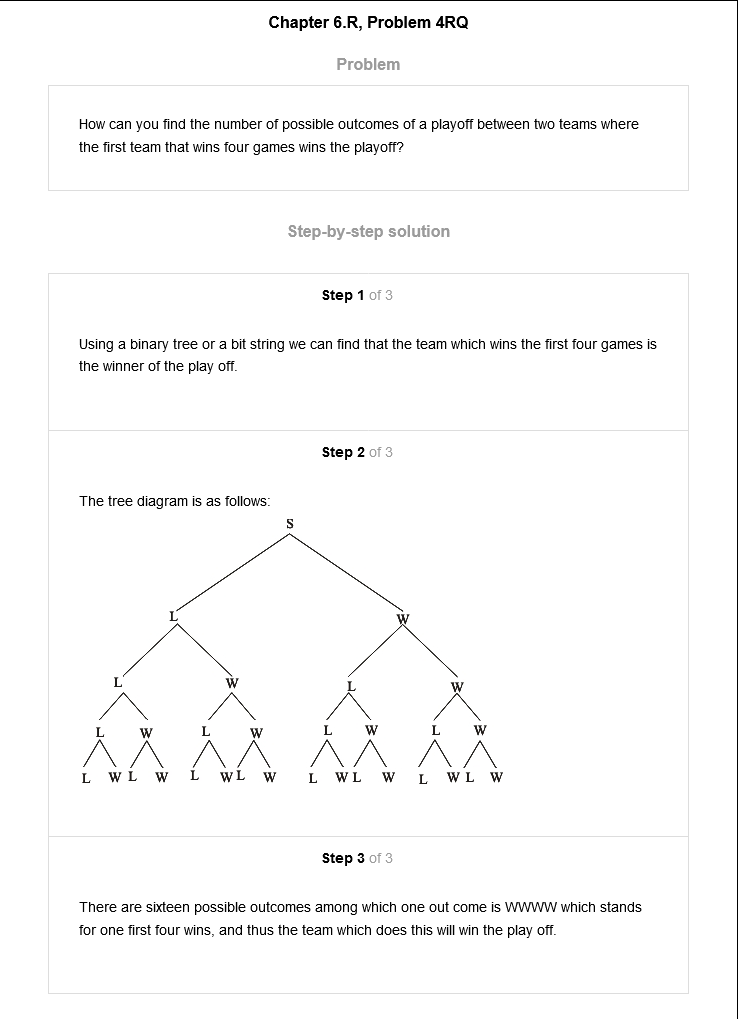 Chapter 6.R, Problem 4RQ
Problem
How can you find the number of possible outcomes of a playoff between two teams where
the first team that wins four games wins the playoff?
Step-by-step solution
Step 1 of 3
Using a binary tree or a bit string we can find that the team which wins the first four games is
the winner of the play off.
Step 2 of 3
The tree diagram is as follows:
S
L W
L W L W
L W L W L W L W
L W L W L W L W L W L W L W L W
Step 3 of 3
There are sixteen possible outcomes among which one out come is WWWW which stands
for one first four wins, and thus the team which does this will win the play off.